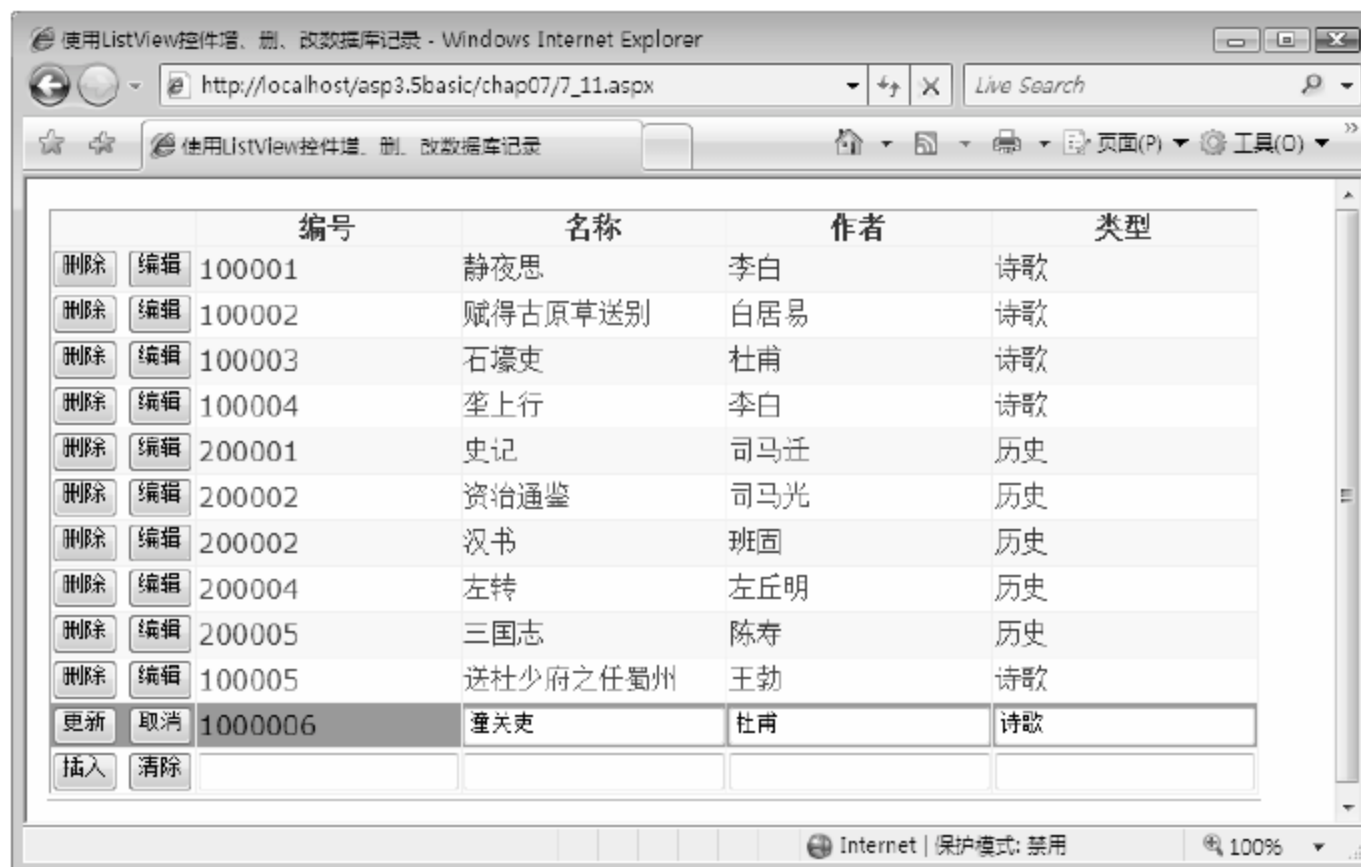 使用ListView控件增、删、改数据库记录 - Windows Internet Explorer
http://localhost/asp3.5basic/chap07/7_11.aspx Live Search
使用ListView控件增、删、改数据库记录 页面(P) 工具(O) »
编号 名称 作者 类型
删除 编辑 100001 静夜思 李白 诗歌
删除 编辑 100002 赋得古原草送别 白居易 诗歌
删除 编辑 100003 石壕吏 杜甫 诗歌
删除 编辑 100004 垄上行 李白 诗歌
删除 编辑 200001 史记 司马迁 历史
删除 编辑 200002 资治通鉴 司马光 历史
删除 编辑 200002 汉书 班固 历史
删除 编辑 200004 左转 左丘明 历史
删除 编辑 200005 三国志 陈寿 历史
删除 编辑 100005 送杜少府之任蜀州 王勃 诗歌
更新 取消 1000006 潼关吏 杜甫 诗歌
插入 清除
Internet | 保护模式: 禁用 100%